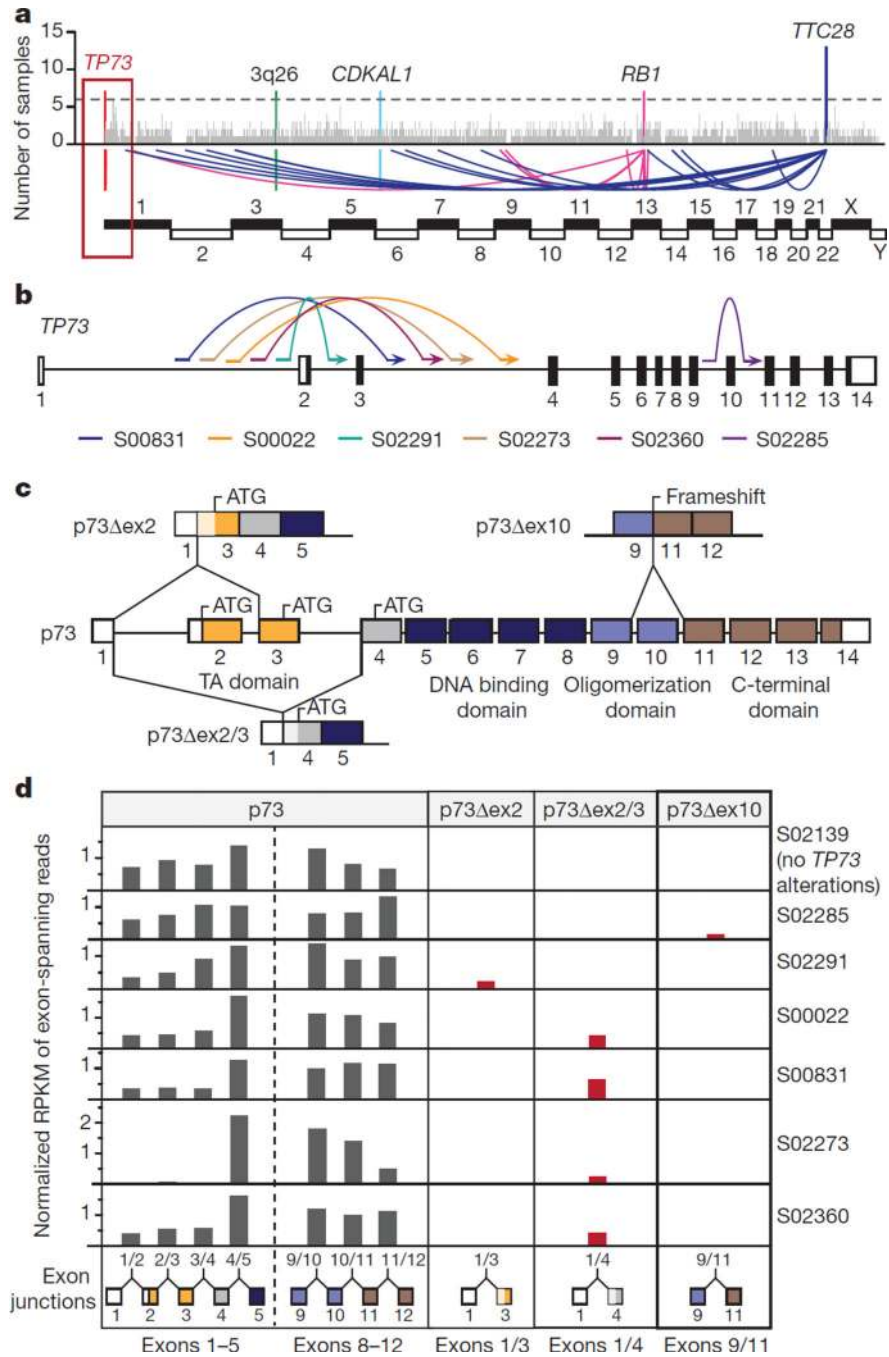 a
TP73
3q26
CDKAL1
RB1
TTC28
Number of samples
15
10
5
0
1 3 5 7 9 11 13 15 17 19 21 X
2 4 6 8 10 12 14 16 18 20 22 Y
b
TP73
1 2 3 4 5 6 7 8 9 10 11 12 13 14
S00831 S00022 S02291 S02273 S02360 S02285
c
ATG
p73Δex2
1 3 4 5
Frameshift
p73Δex10
9 11 12
ATG ATG ATG
p73
1 2 3 4 5 6 7 8 9 10 11 12 13 14
TA domain
DNA binding domain
Oligomerization domain
C-terminal domain
ATG
p73Δex2/3
1 4 5
d
p73 p73Δex2 p73Δex2/3 p73Δex10
Normalized RPKM of exon-spanning reads
1
S02139
(no TP73
alterations)
1
S02285
1
S02291
1
S00022
1
S00831
2
1
S02273
1
S02360
Exon
junctions
1/2 2/3 3/4 4/5 9/10 10/11 11/12 1/3 1/4 9/11
1 2 3 4 5 9 10 11 12 1 3 1 4 9 11
Exons 1–5 Exons 8–12 Exons 1/3 Exons 1/4 Exons 9/11